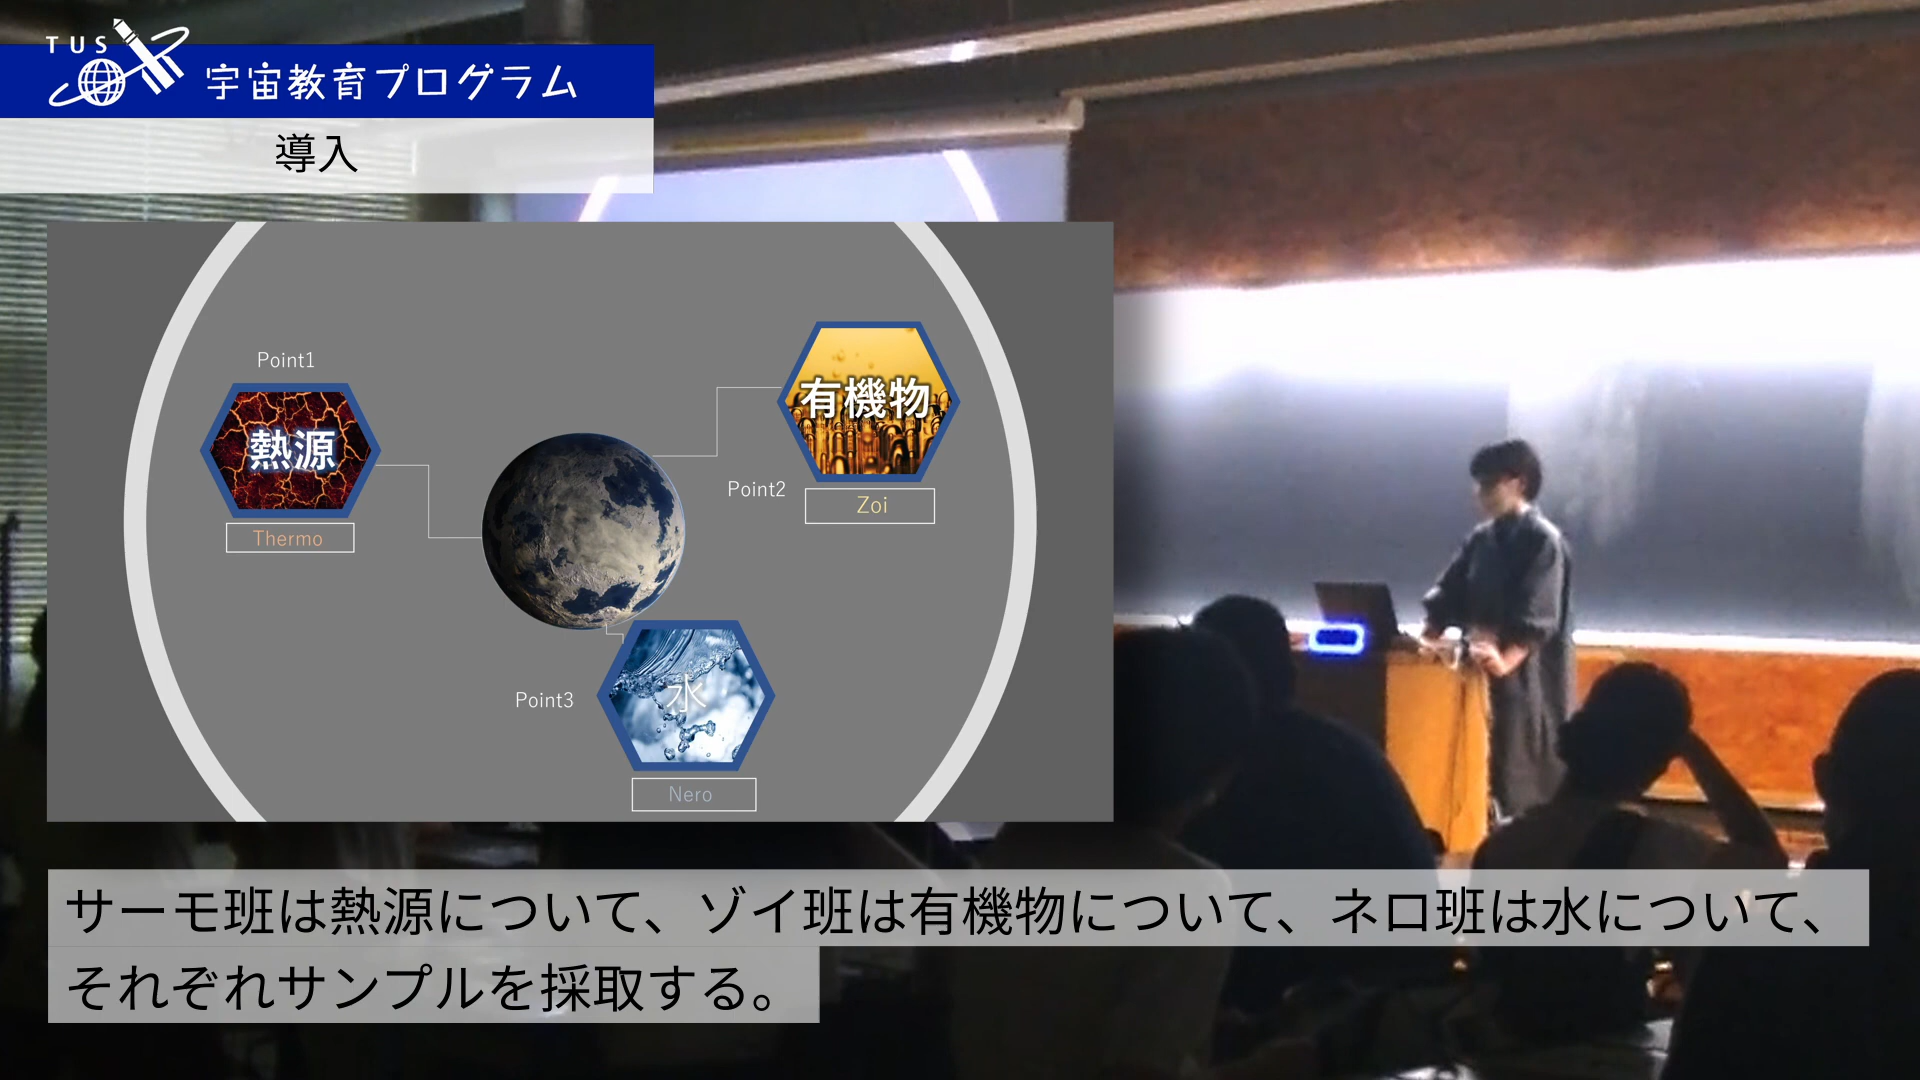 TUS
宇宙教育プログラム
導入
Point1
熱源
Thermo
有機物
Point2
Zoi
水
Point3
Nero
サーモ班は熱源について、ゾイ班は有機物について、ネロ班は水について、
それぞれサンプルを採取する。